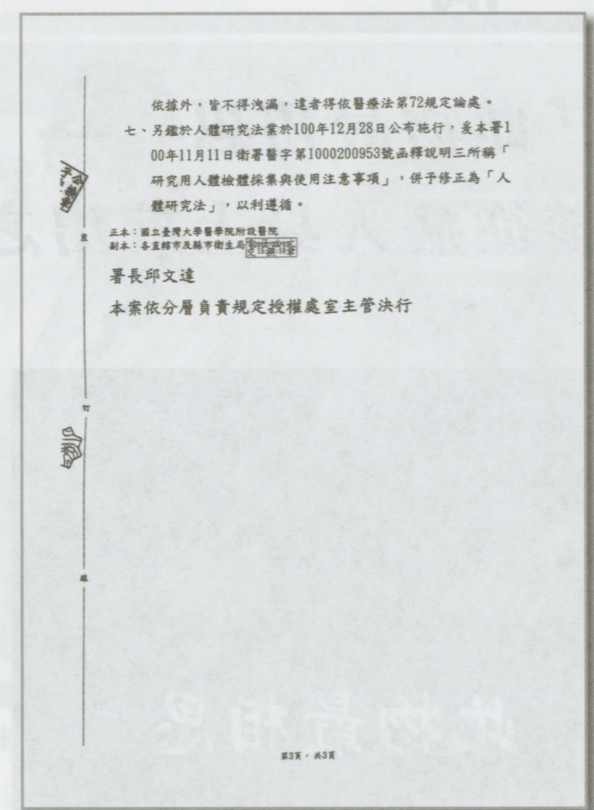 依據外,皆不得洩漏,違者得依醫療法第72規定論處。
七、另鑑於人體研究法業於100年12月28日公布施行,爰本署1
00年11月11日衛署醫字第1000200953號函釋說明三所稱「
研究用人體檢體採集與使用注意事項」,併予修正為「人
體研究法」,以利遵循。
正本:國立臺灣大學醫學院附設醫院
副本:各直轄市及縣市衛生局
署長邱文達
本案依分層負責規定授權處室主管決行
裝
訂
線
第3頁,共3頁
此物最相思